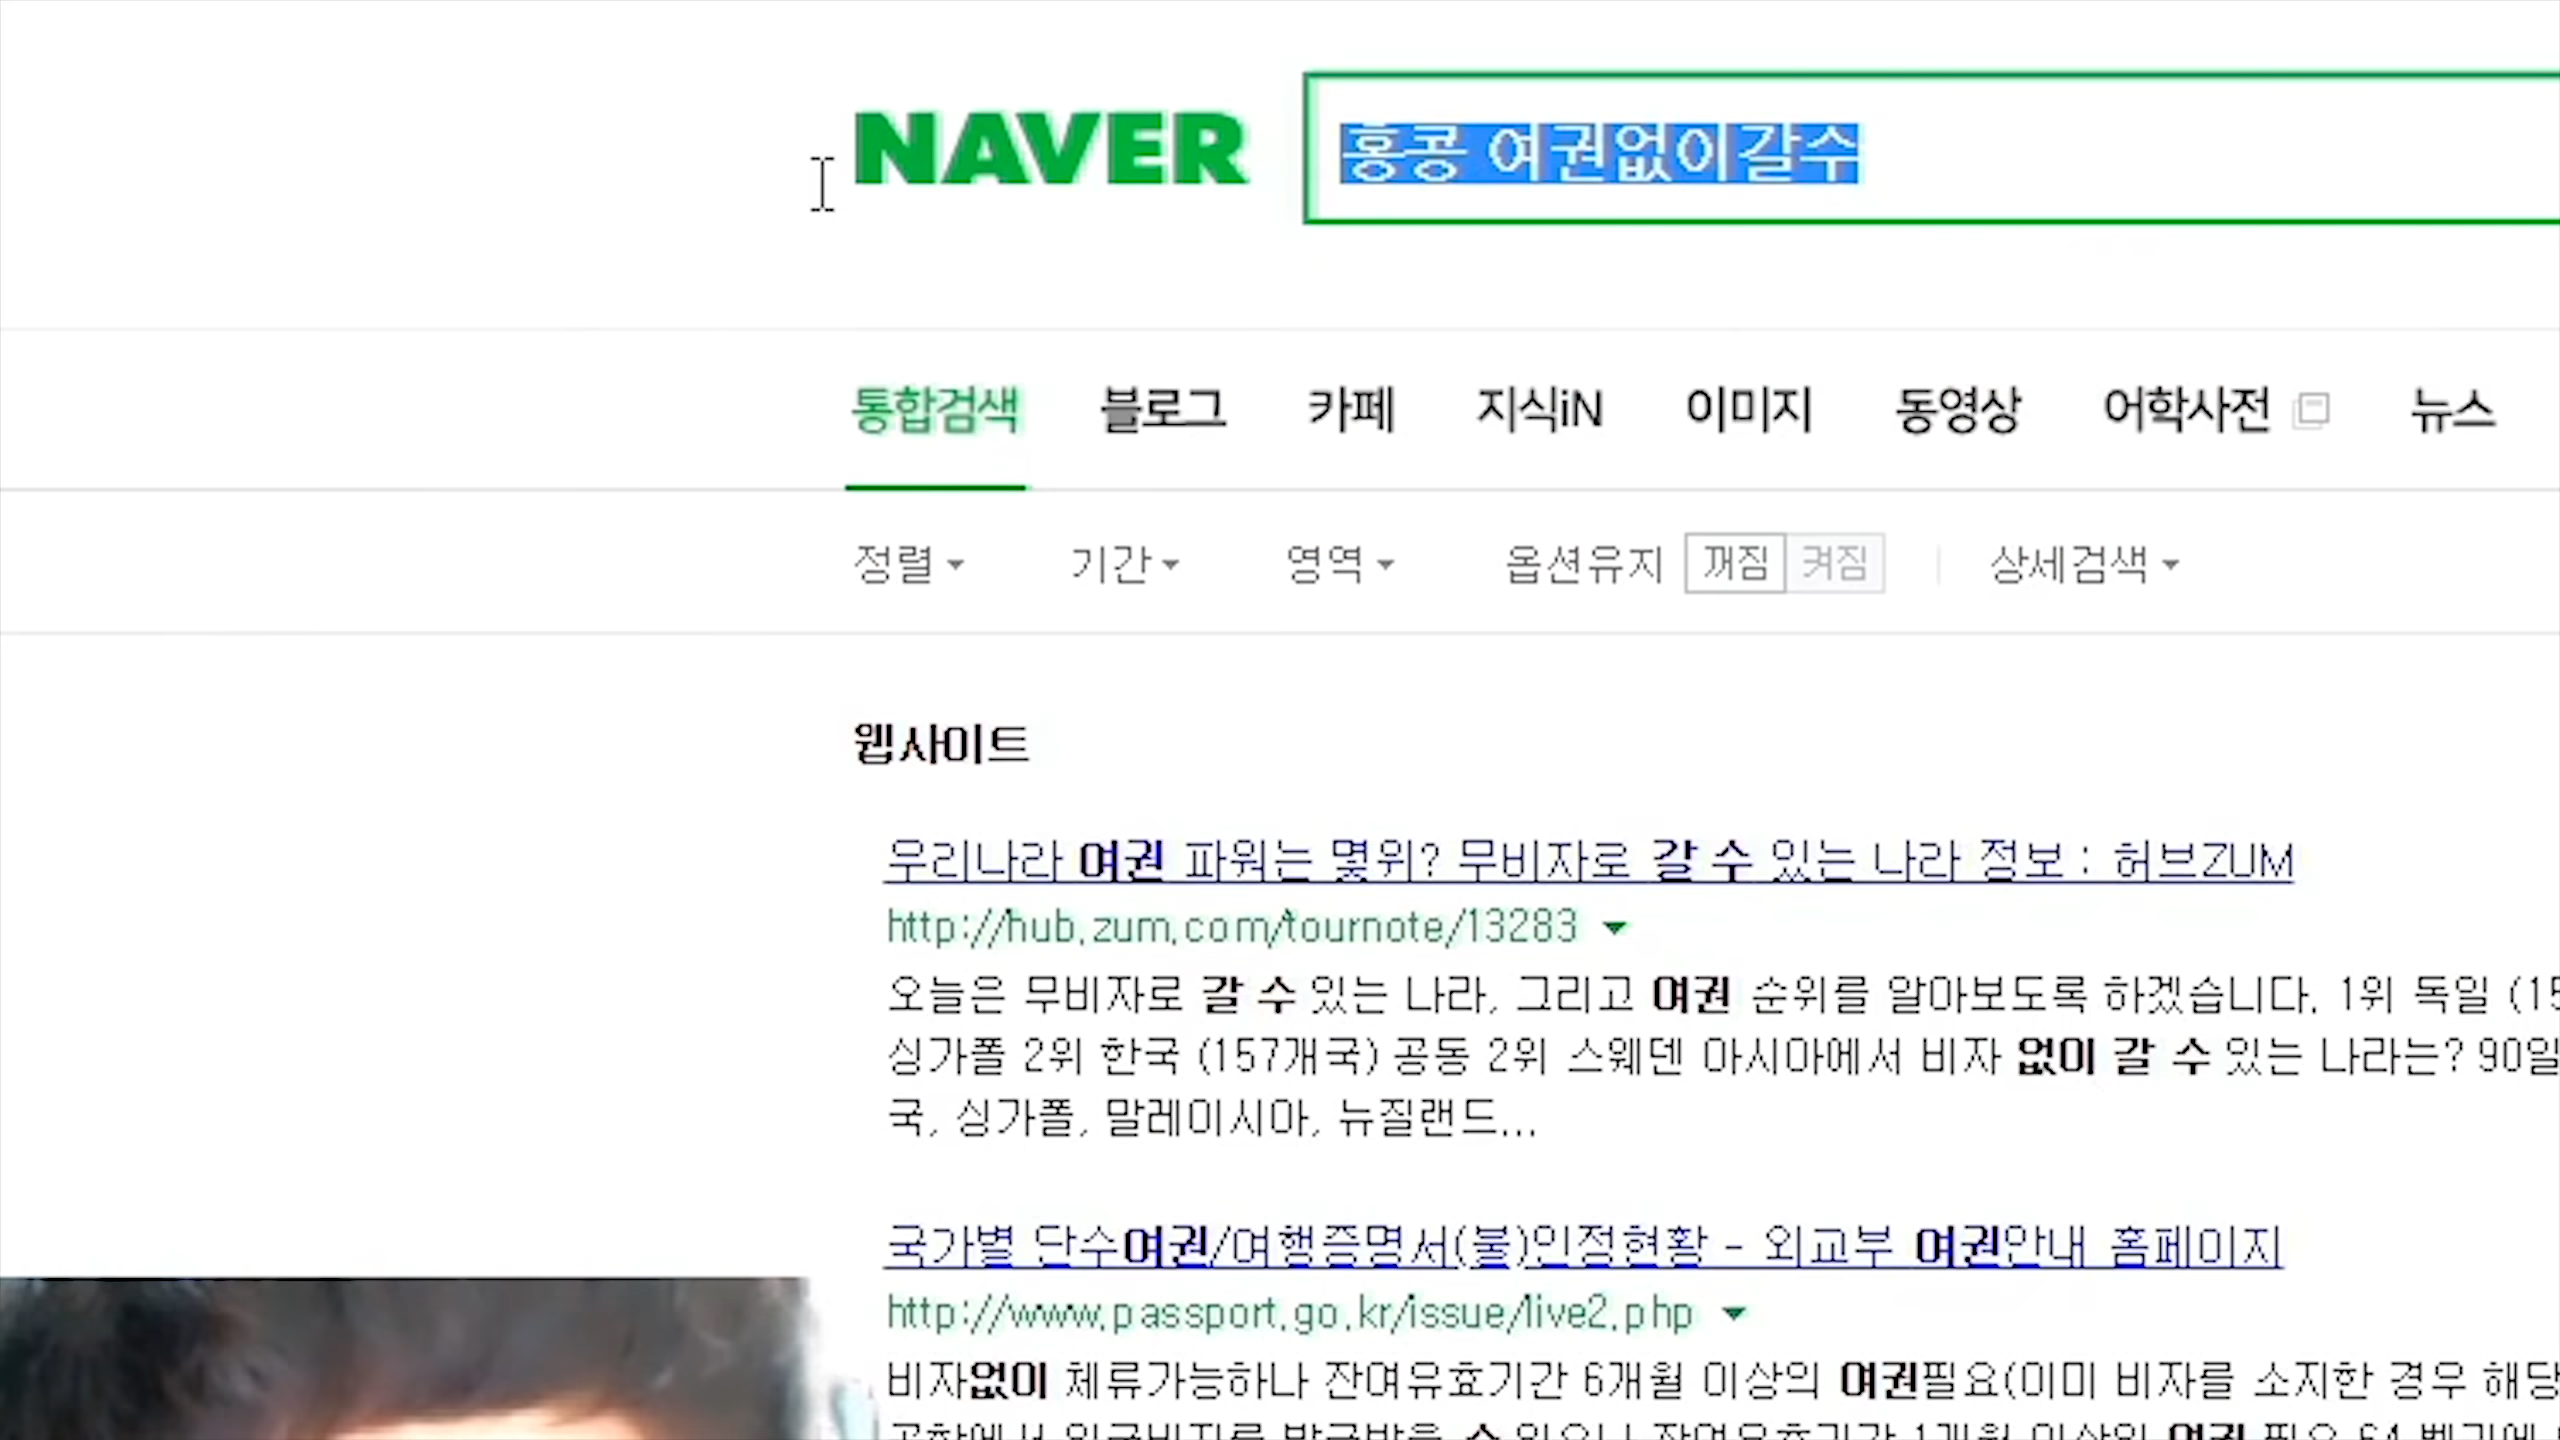 NAVER 홍콩 여권없이갈수
통합검색 블로그 카페 지식iN 이미지 동영상 어학사전 뉴스
정렬 기간 영역 옵션유지 꺼짐 켜짐 상세검색
웹사이트
우리나라 여권 파워는 몇위? 무비자로 갈 수 있는 나라 정보 : 허브ZUM
http://hub.zum.com/tournote/13283
오늘은 무비자로 갈 수 있는 나라, 그리고 여권 순위를 알아보도록 하겠습니다. 1위 독일 (15
싱가폴 2위 한국 (157개국) 공동 2위 스웨덴 아시아에서 비자 없이 갈 수 있는 나라는? 90일
국, 싱가폴, 말레이시아, 뉴질랜드...
국가별 단수여권/여행증명서(불)인정현황 - 외교부 여권안내 홈페이지
http://www.passport.go.kr/issue/live2.php
비자없이 체류가능하나 잔여유효기간 6개월 이상의 여권필요(이미 비자를 소지한 경우 해당